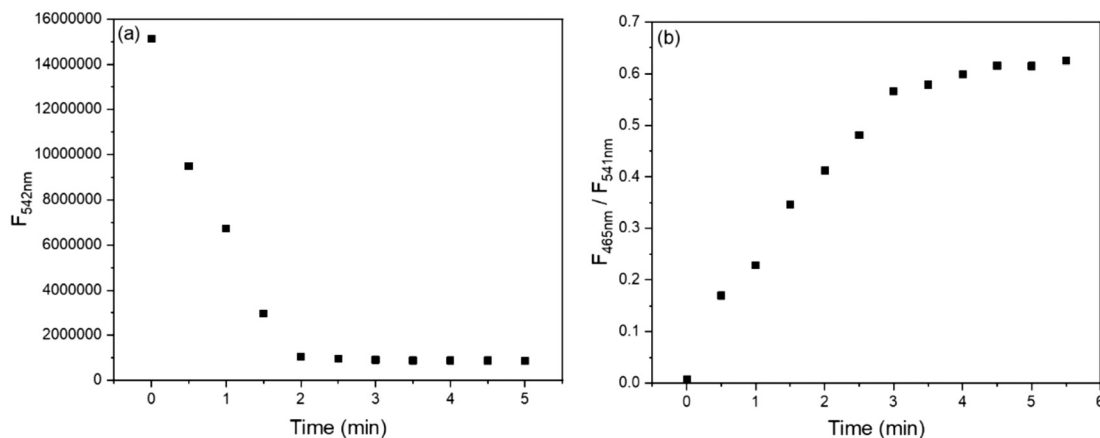 (a)
16000000
14000000
12000000
10000000
8000000
6000000
4000000
2000000
0
F542nm
0 1 2 3 4 5
Time (min)
(b)
0.7
0.6
0.5
0.4
0.3
0.2
0.1
0.0
F465nm / F541nm
0 1 2 3 4 5 6
Time (min)